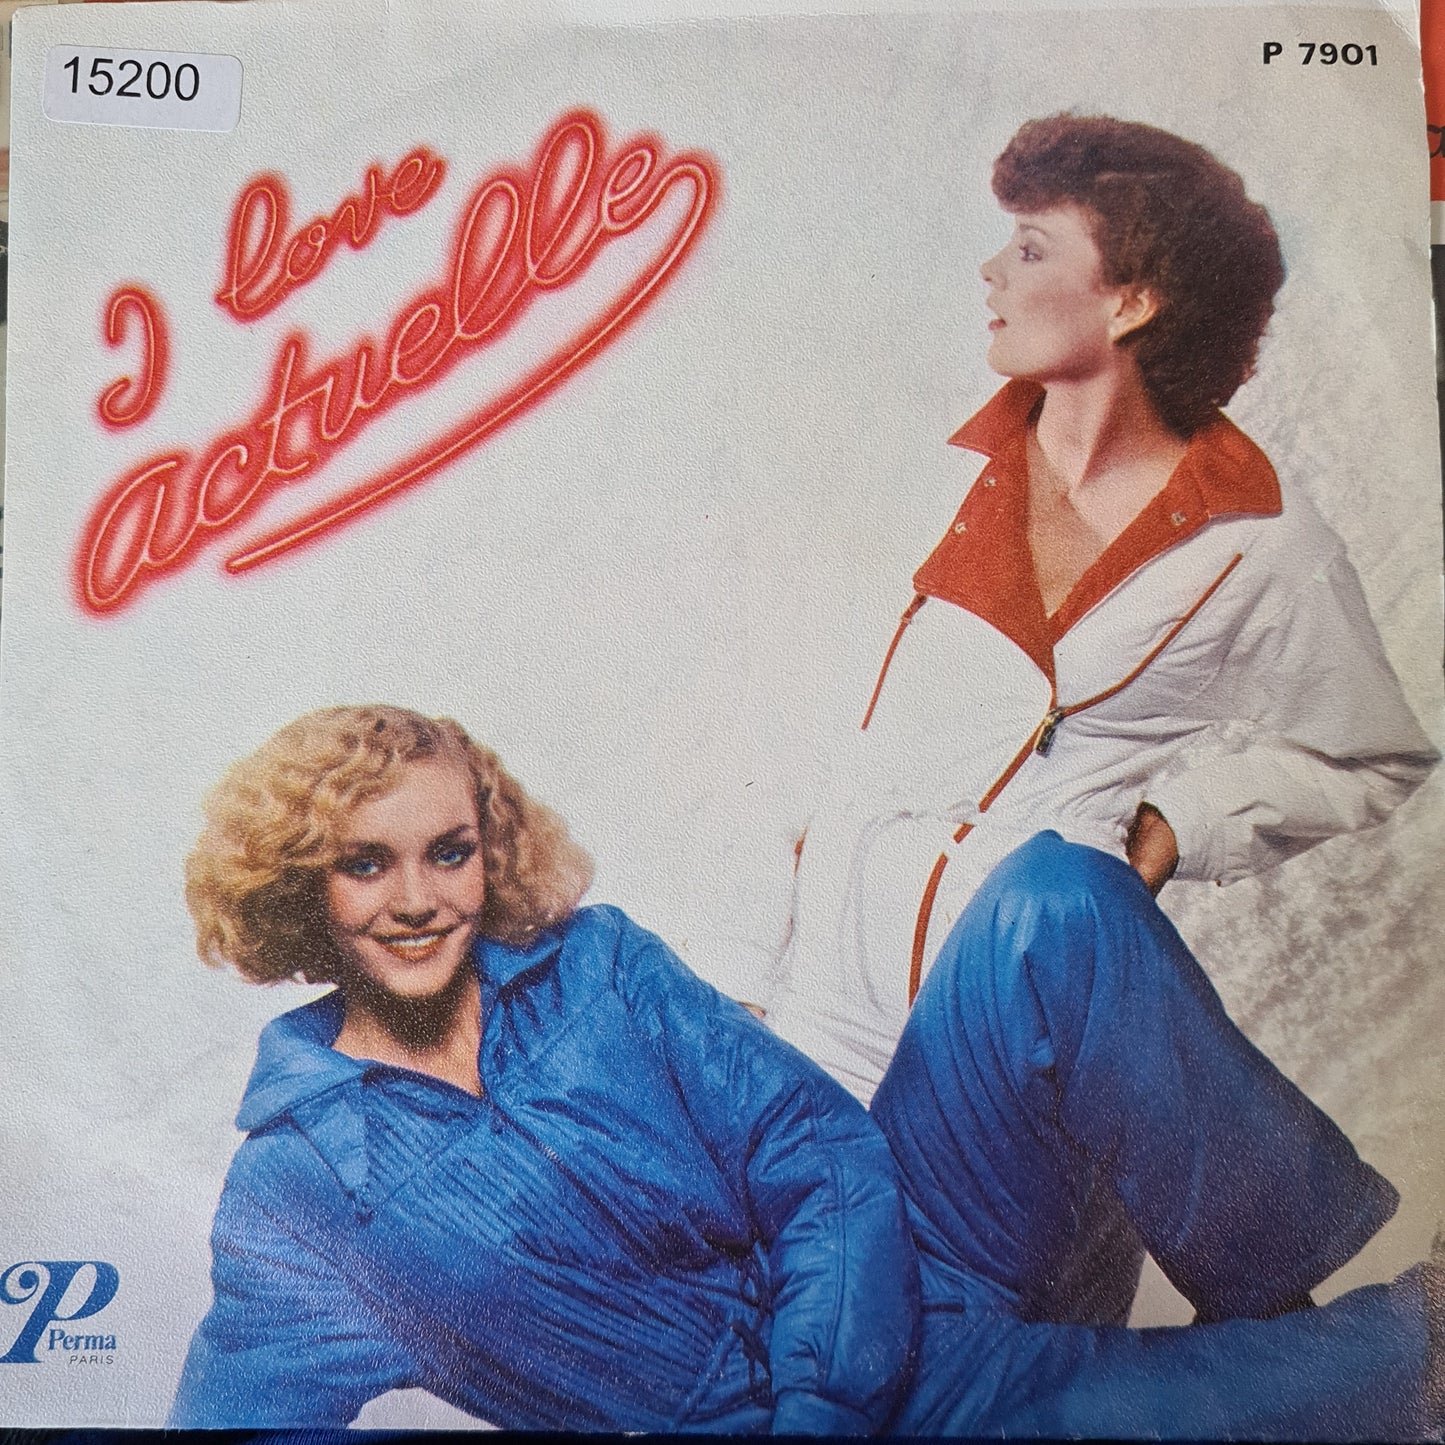 15200
P 7901
I love
actuelle
P
Perma
PARIS